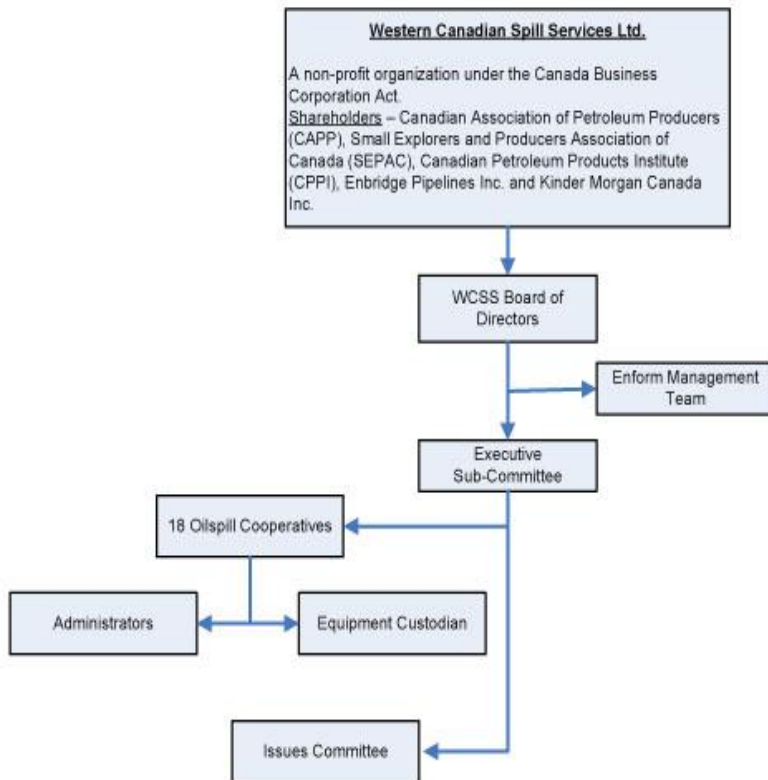 Western Canadian Spill Services Ltd.
A non-profit organization under the Canada Business
Corporation Act.
Shareholders – Canadian Association of Petroleum Producers
(CAPP), Small Explorers and Producers Association of
Canada (SEPAC), Canadian Petroleum Products Institute
(CPPI), Enbridge Pipelines Inc. and Kinder Morgan Canada
Inc.
WCSS Board of
Directors
Enform Management
Team
Executive
Sub-Committee
18 Oilspill Cooperatives
Administrators
Equipment Custodian
Issues Committee